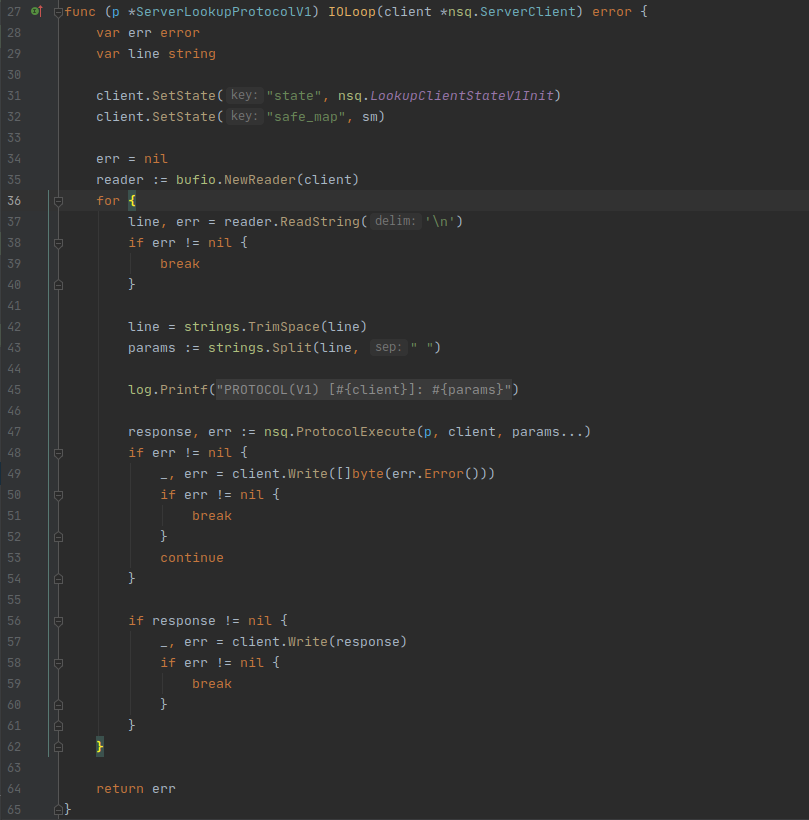 27 func (p *ServerLookupProtocolV1) IOLoop(client *nsq.ServerClient) error {
28 var err error
29 var line string
30
31 client.SetState( key: "state", nsq.LookupClientStateV1Init)
32 client.SetState( key: "safe_map", sm)
33
34 err = nil
35 reader := bufio.NewReader(client)
36 for {
37 line, err = reader.ReadString( delim: '\n')
38 if err != nil {
39 break
40 }
41
42 line = strings.TrimSpace(line)
43 params := strings.Split(line, sep: " ")
44
45 log.Printf("PROTOCOL(V1) [#{client}]: #{params}")
46
47 response, err := nsq.ProtocolExecute(p, client, params...)
48 if err != nil {
49 _, err = client.Write([]byte(err.Error()))
50 if err != nil {
51 break
52 }
53 continue
54 }
55
56 if response != nil {
57 _, err = client.Write(response)
58 if err != nil {
59 break
60 }
61 }
62 }
63
64 return err
65 }